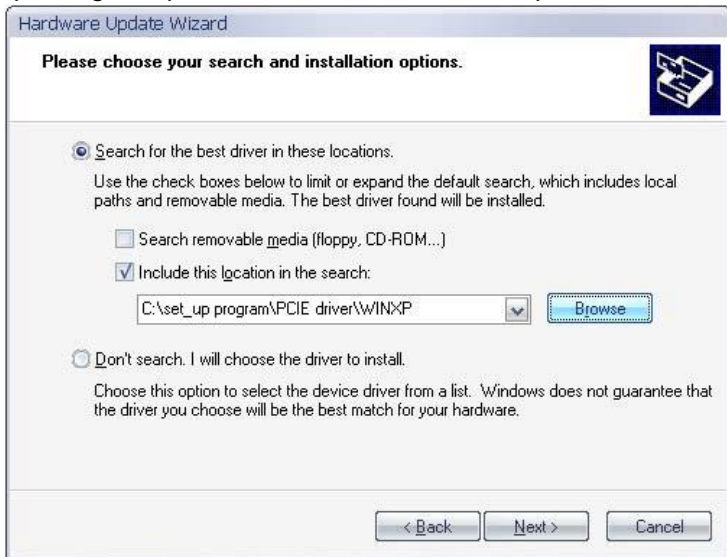 Hardware Update Wizard
Please choose your search and installation options.
Search for the best driver in these locations.
Use the check boxes below to limit or expand the default search, which includes local
paths and removable media. The best driver found will be installed.
Search removable media (floppy, CD-ROM...)
Include this location in the search:
C:\set_up program\PCIE driver\WINXP
Browse
Don't search. I will choose the driver to install.
Choose this option to select the device driver from a list. Windows does not guarantee that
the driver you choose will be the best match for your hardware.
< Back Next > Cancel